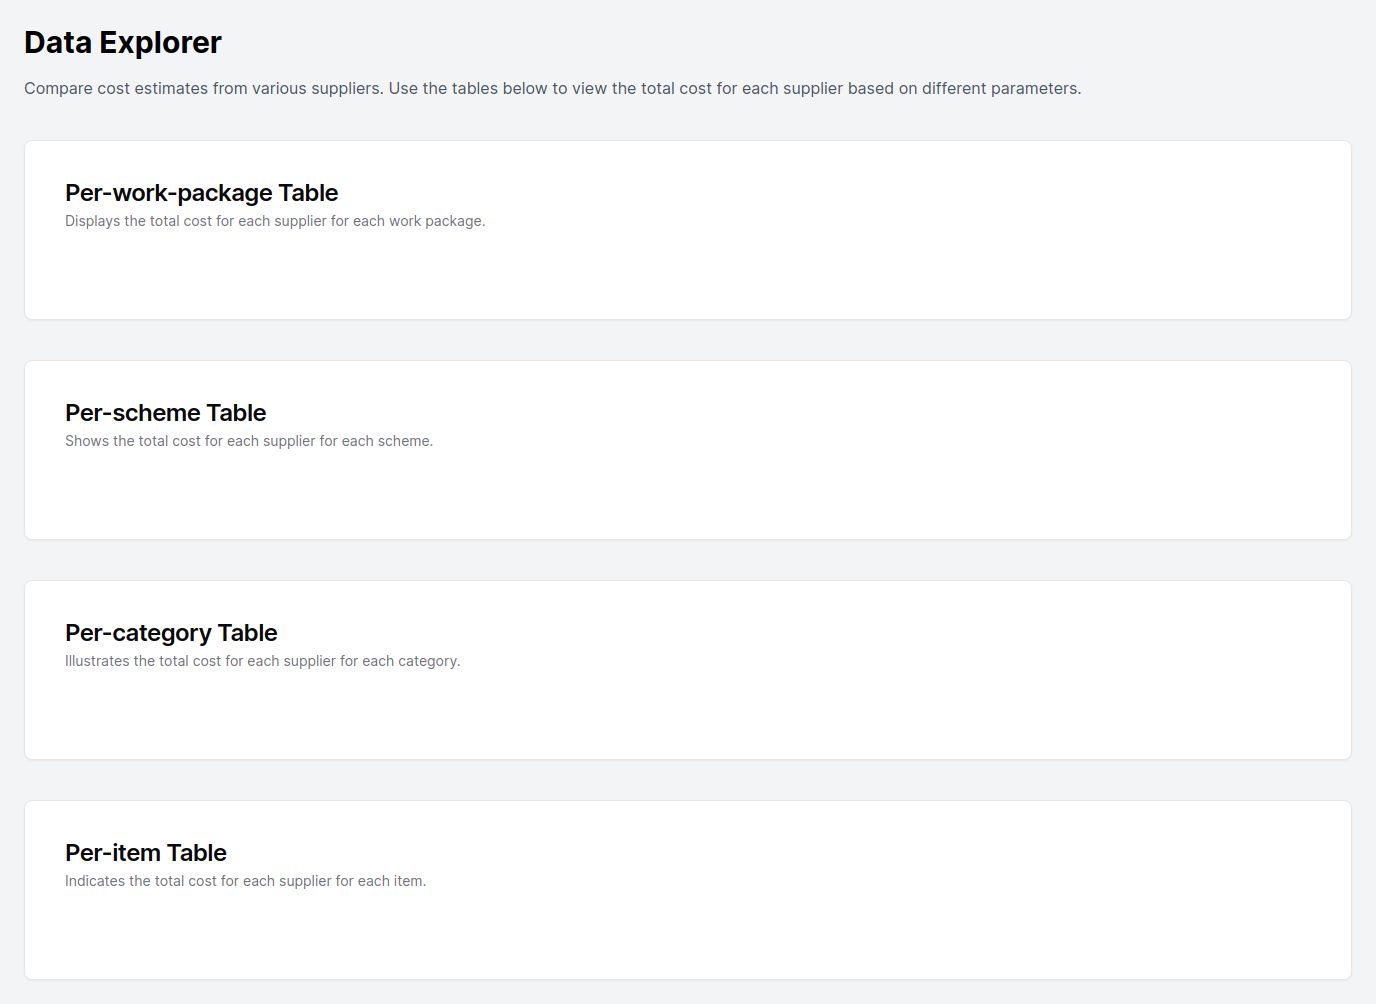 Data Explorer
Compare cost estimates from various suppliers. Use the tables below to view the total cost for each supplier based on different parameters.
Per-work-package Table
Displays the total cost for each supplier for each work package.
Per-scheme Table
Shows the total cost for each supplier for each scheme.
Per-category Table
Illustrates the total cost for each supplier for each category.
Per-item Table
Indicates the total cost for each supplier for each item.